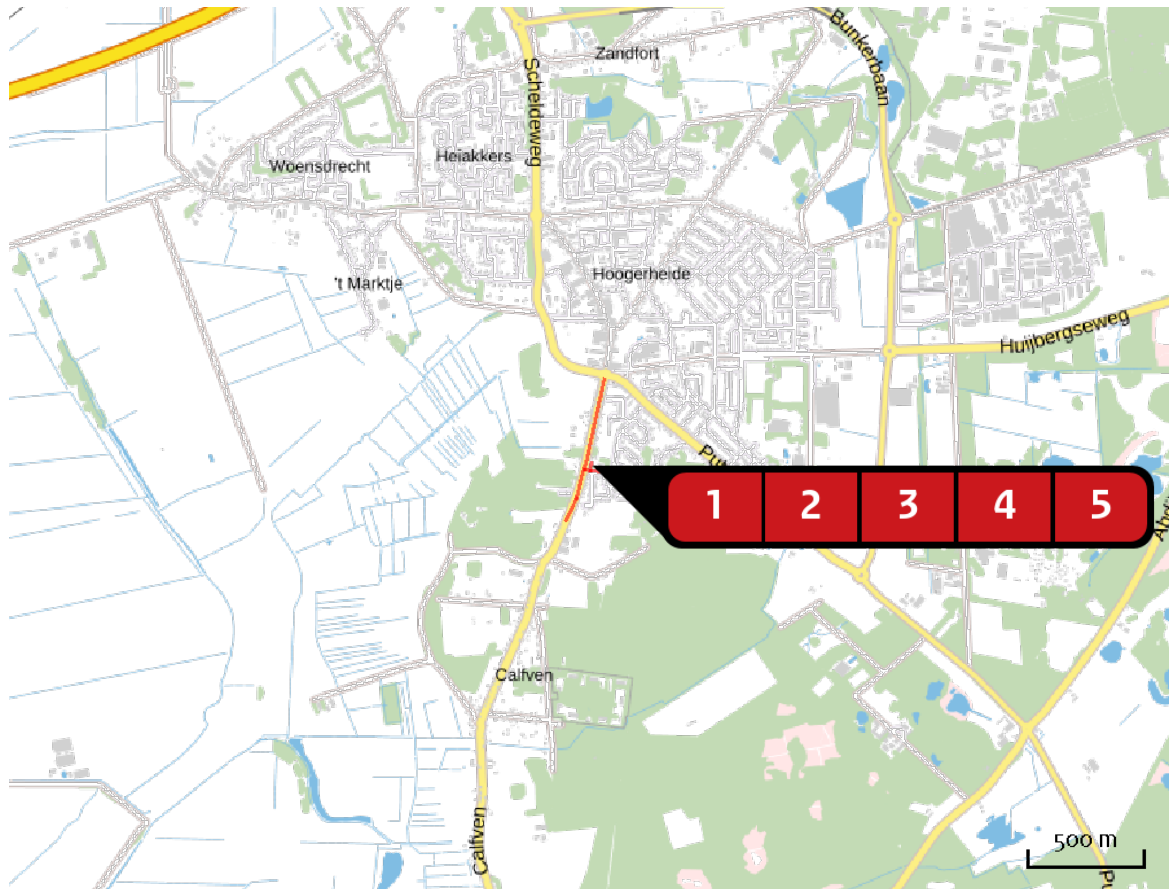 Zandfort
Bunkerbaan
Scheldeweg
Heiakkers
Woensdrecht
Hoogerheide
't Marktje
Huijbergseweg
1 2 3 4 5
Calfven
Calfven
500 m